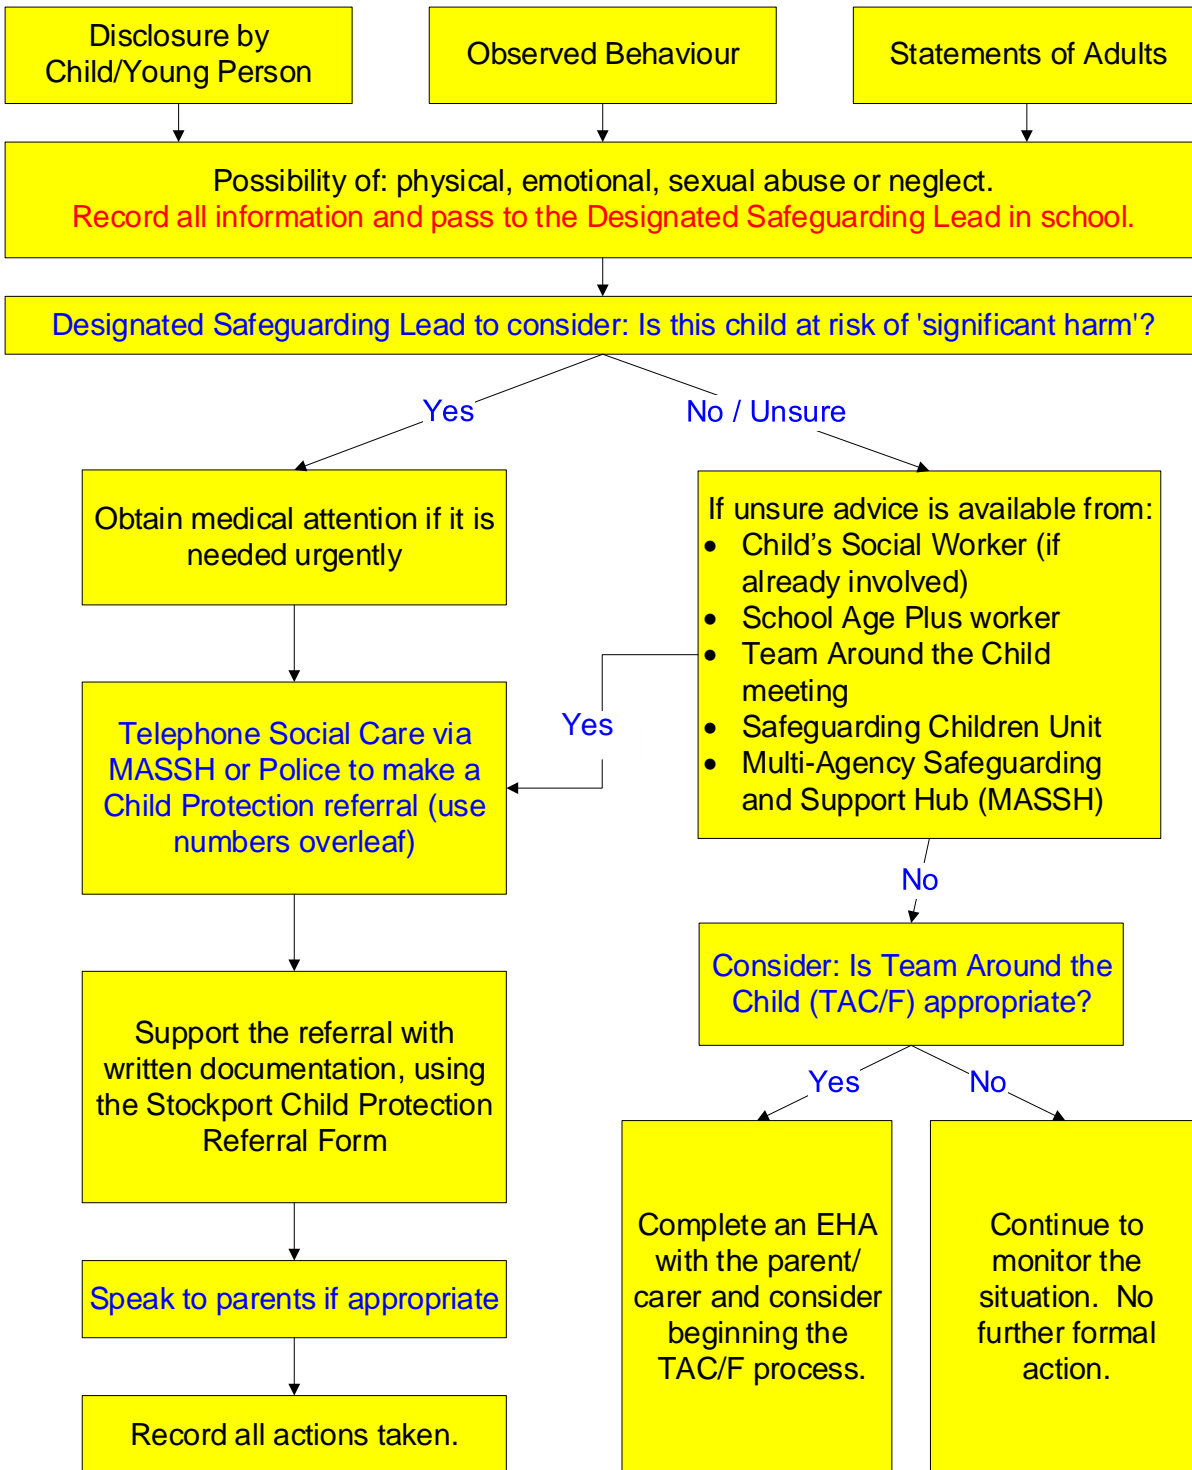 Disclosure by
Child/Young Person
Observed Behaviour
Statements of Adults
Possibility of: physical, emotional, sexual abuse or neglect.
Record all information and pass to the Designated Safeguarding Lead in school.
Designated Safeguarding Lead to consider: Is this child at risk of 'significant harm'?
Yes
No / Unsure
Obtain medical attention if it is
needed urgently
If unsure advice is available from:
• Child’s Social Worker (if
already involved)
• School Age Plus worker
• Team Around the Child
meeting
• Safeguarding Children Unit
• Multi-Agency Safeguarding
and Support Hub (MASSH)
Yes
Telephone Social Care via
MASSH or Police to make a
Child Protection referral (use
numbers overleaf)
No
Consider: Is Team Around the
Child (TAC/F) appropriate?
Support the referral with
written documentation, using
the Stockport Child Protection
Referral Form
Yes
No
Speak to parents if appropriate
Complete an EHA
with the parent/
carer and consider
beginning the
TAC/F process.
Continue to
monitor the
situation.  No
further formal
action.
Record all actions taken.